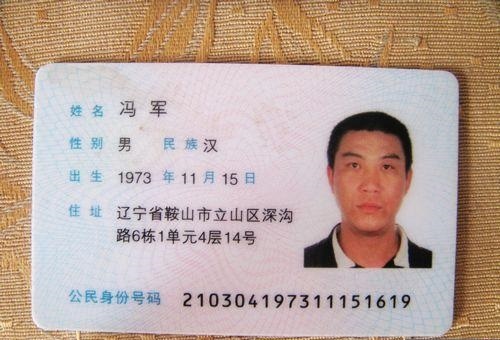 姓名 冯军
性别 男 民族 汉
出生 1973 年 11 月 15 日
住址 辽宁省鞍山市立山区深沟
路6栋1单元4层14号
公民身份号码 210304197311151619